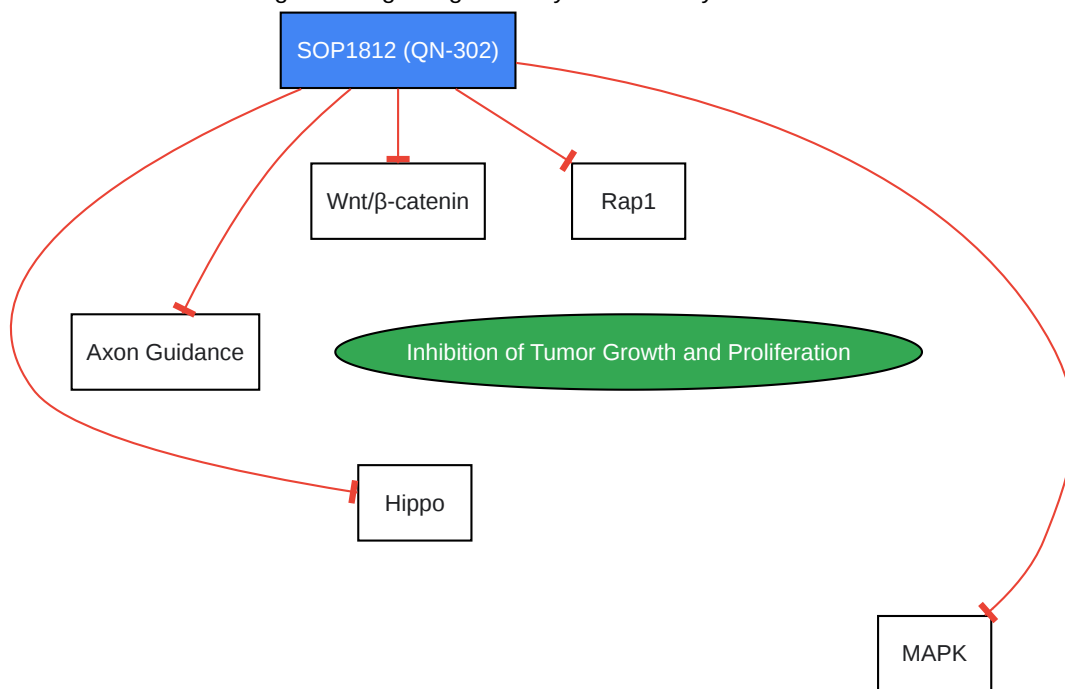 SOP1812 (QN-302)
Wnt/β-catenin
Rap1
Axon Guidance
Inhibition of Tumor Growth and Proliferation
Hippo
MAPK